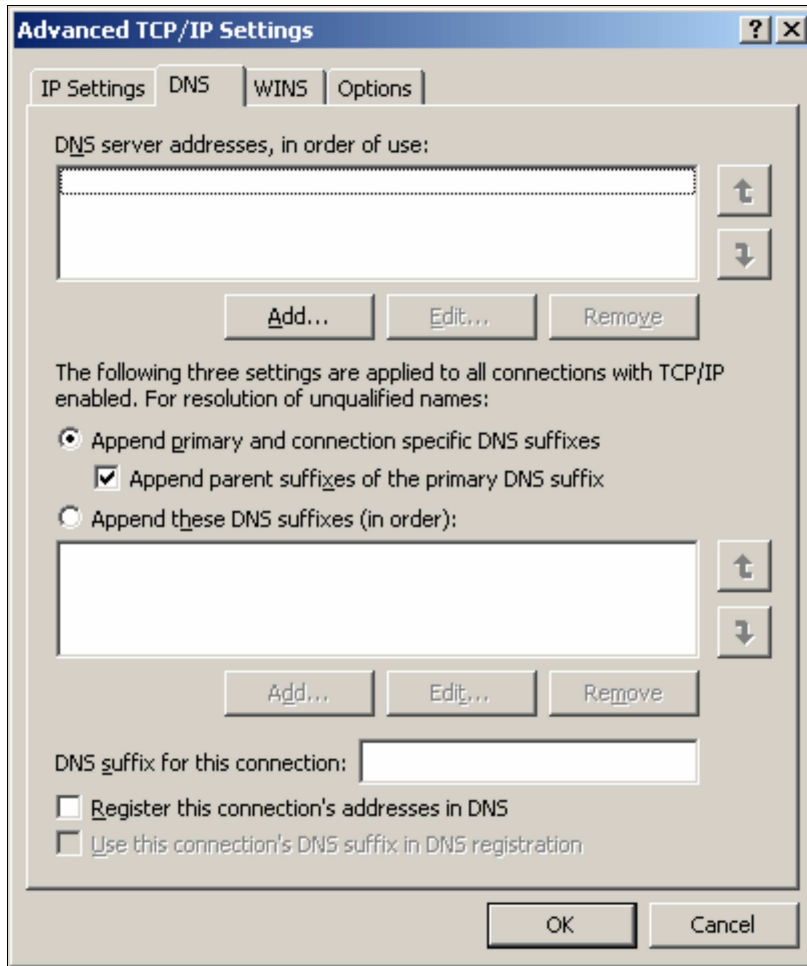 Advanced TCP/IP Settings
IP Settings DNS WINS Options
DNS server addresses, in order of use:
Add... Edit... Remove
The following three settings are applied to all connections with TCP/IP
enabled. For resolution of unqualified names:
Append primary and connection specific DNS suffixes
Append parent suffixes of the primary DNS suffix
Append these DNS suffixes (in order):
Add... Edit... Remove
DNS suffix for this connection:
Register this connection's addresses in DNS
Use this connection's DNS suffix in DNS registration
OK Cancel